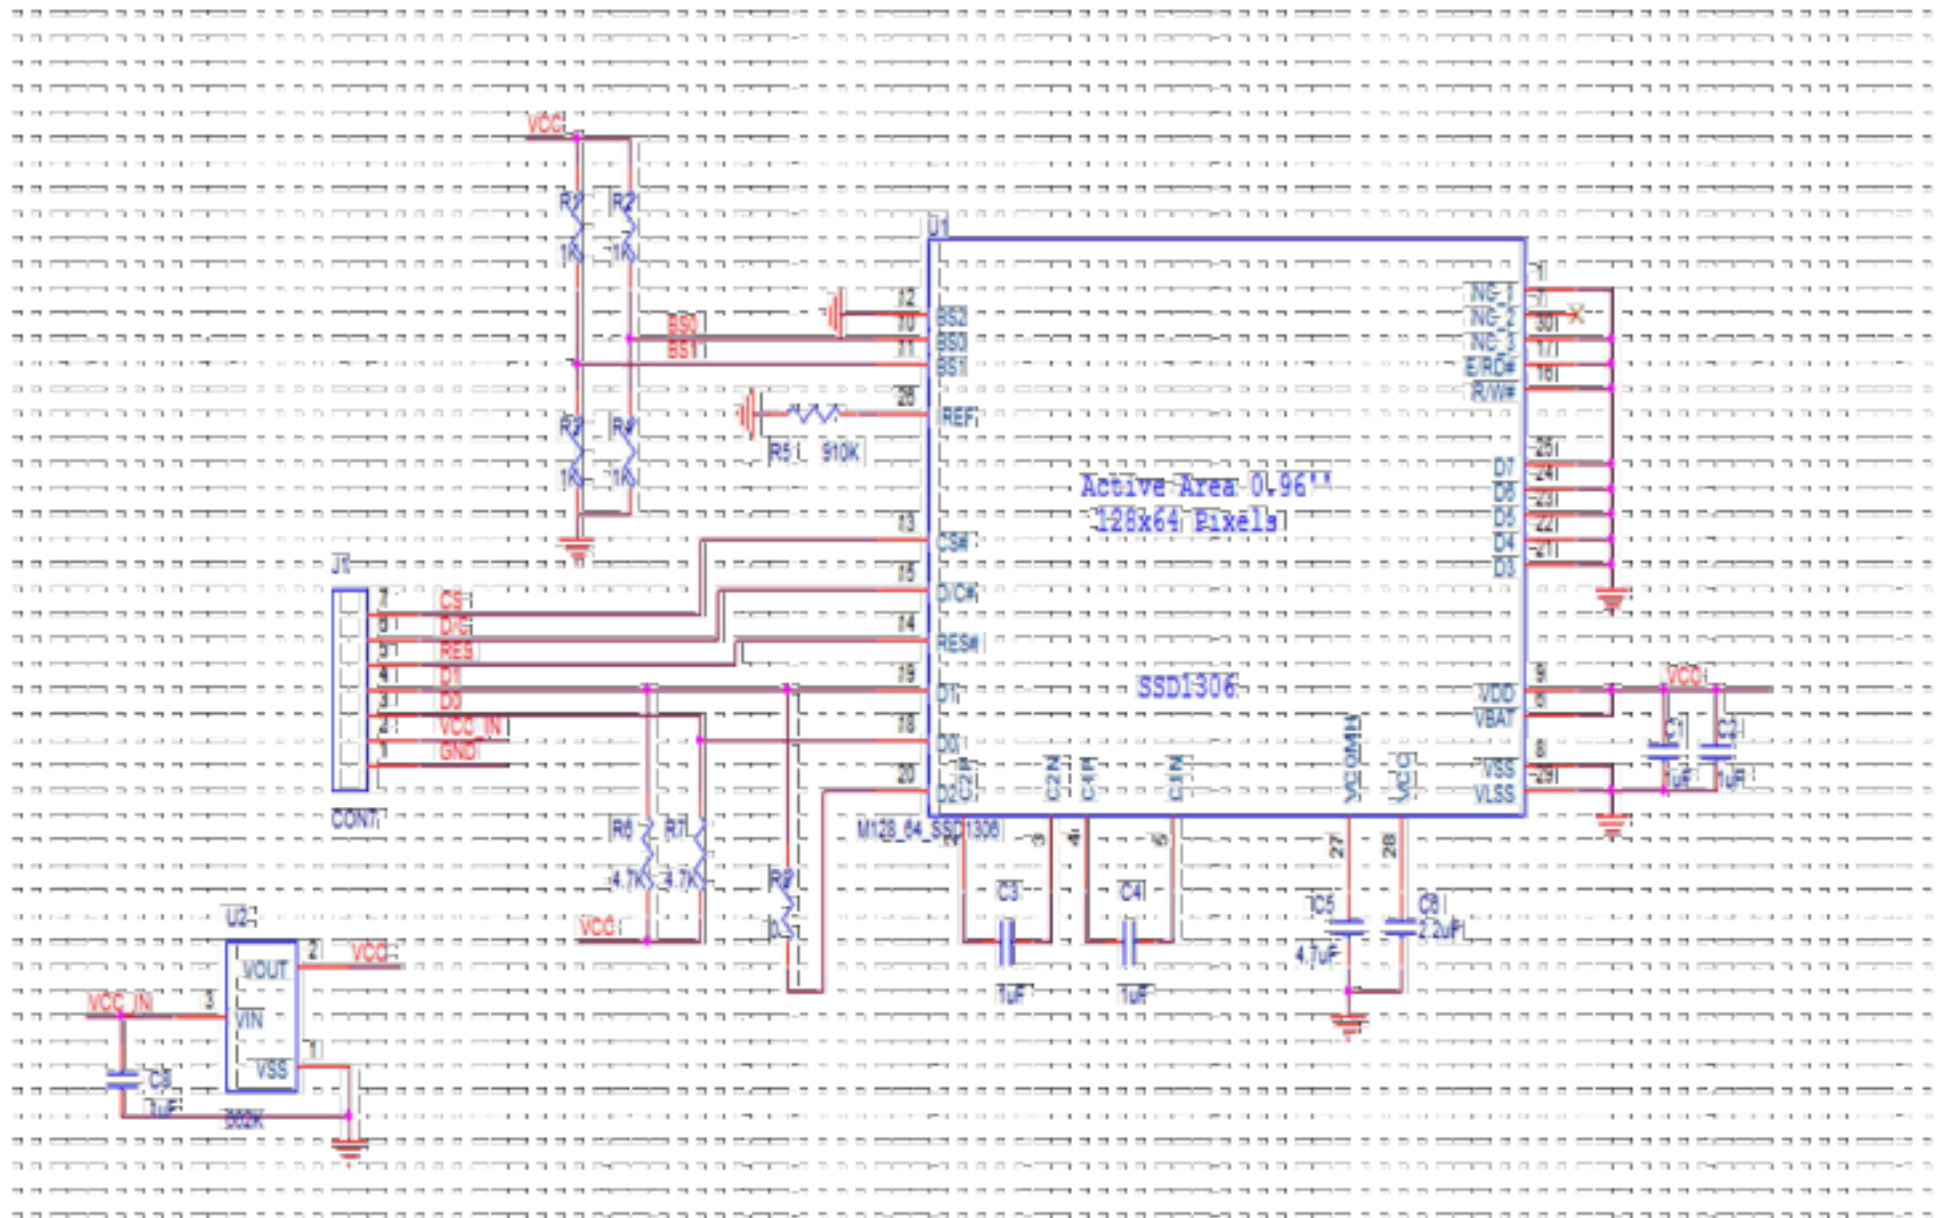 VCC
R1
R2
1K
1K
U1
12
BS2
10
BS0
BS0
11
BS1
BS1
26
IREF
R5
910K
R3
R4
1K
1K
1
NC_1
7
NC_2
30
NC_3
17
E/RD#
16
R/W#
25
D7
24
D6
23
D5
22
D4
21
D3
Active Area 0.96''
128x64 Pixels
SSD1306
13
CS#
15
D/C#
14
RES#
19
D1
18
D0
20
D2
J1
CS
6
D/C
5
RES
4
D1
3
D0
2
VCC_IN
1
GND
CON7
9
VDD
VCC
6
VBAT
8
VSS
29
VLSS
C1
C2
1uF
1uF
C2P
C2N
C1P
C1N
VCOMH
VCC
M128_64_SSD1306
2
3
4
5
27
28
R6
R7
4.7K
4.7K
VCC
0
C3
1uF
C4
1uF
C5
4.7uF
C6
2.2uF
U2
2
VOUT
VCC
VCC_IN
3
VIN
1
VSS
1uF
662K